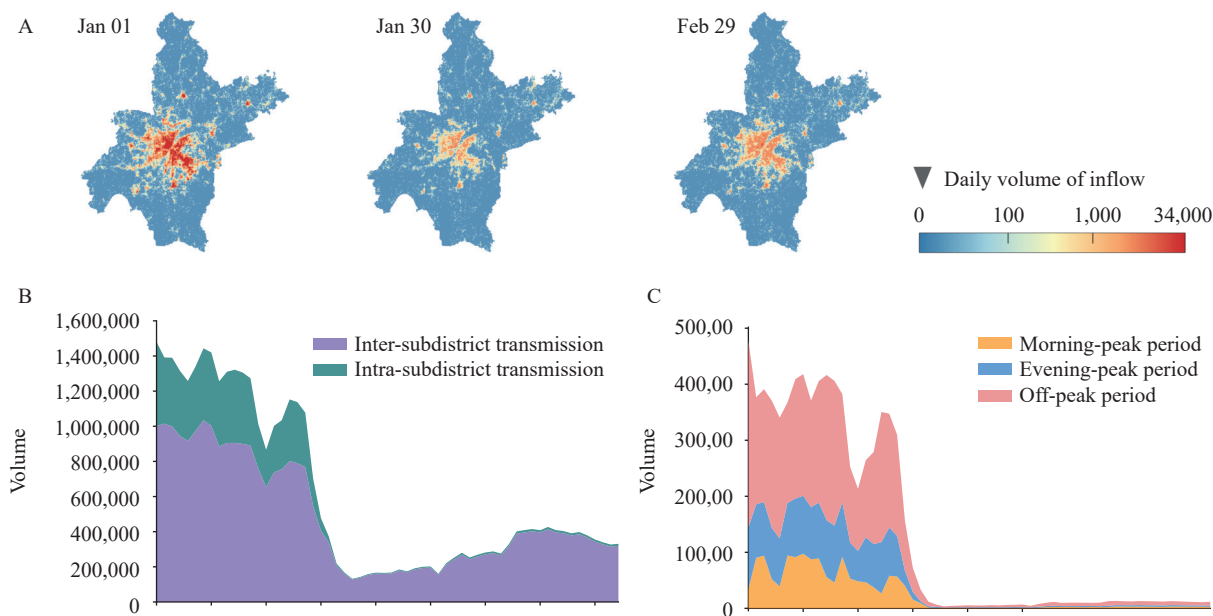 A
Jan 01
Jan 30
Feb 29
Daily volume of inflow
0
100
1,000
34,000
B
1,600,000
1,400,000
1,200,000
1,000,000
800,000
600,000
400,000
200,000
0
Volume
Inter-subdistrict transmission
Intra-subdistrict transmission
C
500,00
400,00
300,00
200,00
100,00
0
Volume
Morning-peak period
Evening-peak period
Off-peak period